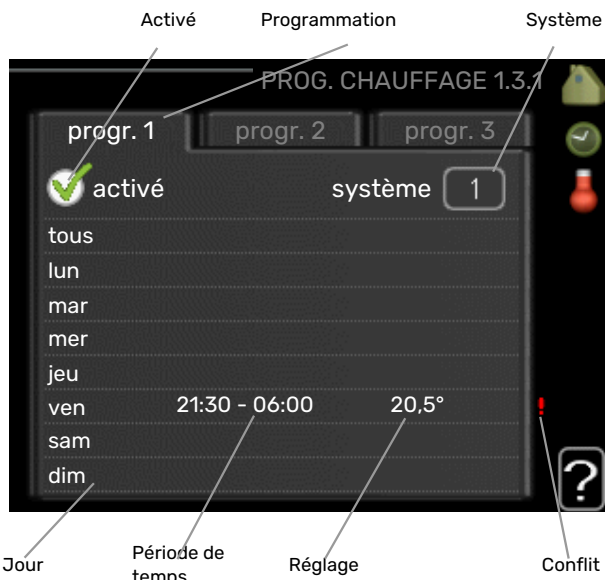 Activé Programmation Système
PROG. CHAUFFAGE 1.3.1
progr. 1 progr. 2 progr. 3
activé système 1
tous
lun
mar
mer
jeu
ven 21:30 - 06:00 20,5° !
sam
dim
?
Jour Période de temps Réglage Conflit